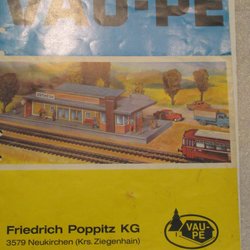 VAU-PE
Friedrich Poppitz KG
3579 Neukirchen (Krs. Ziegenhain)
VAU-
PE